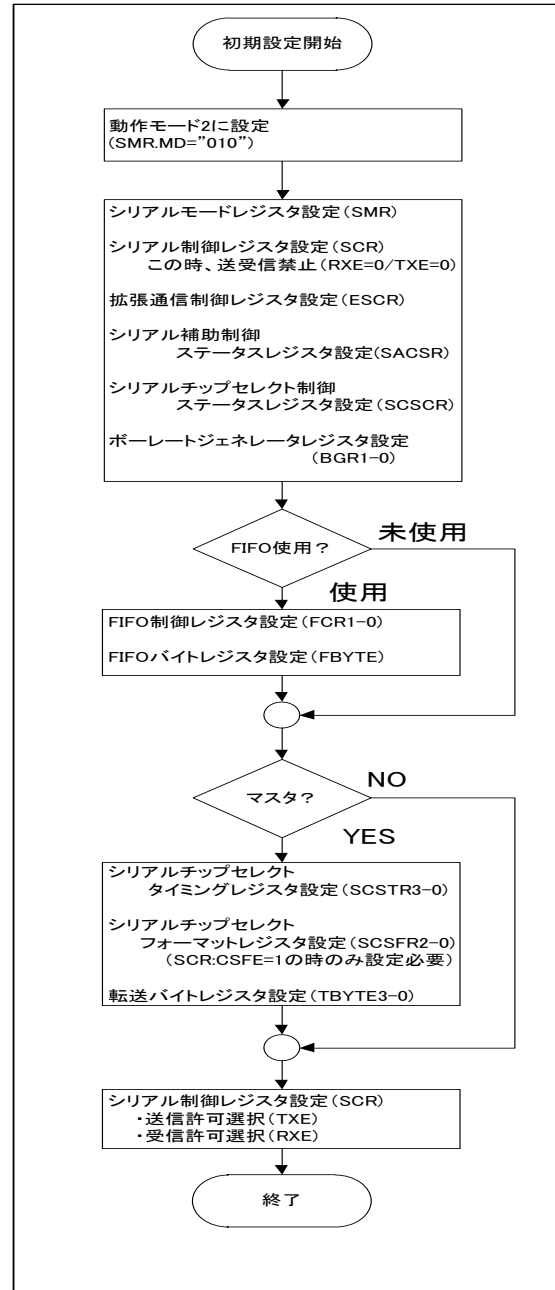 初期設定開始
動作モード2に設定
(SMR.MD="010")
シリアルモードレジスタ設定(SMR)
シリアル制御レジスタ設定(SCR)
この時、送受信禁止(RXE=0/TXE=0)
拡張通信制御レジスタ設定(ESCR)
シリアル補助制御
ステータスレジスタ設定(SACSR)
シリアルチップセレクト制御
ステータスレジスタ設定(SCSCR)
ボーレートジェネレータレジスタ設定
(BGR1-0)
FIFO使用?
未使用
使用
FIFO制御レジスタ設定(FCR1-0)
FIFOバイトレジスタ設定(FBYTE)
マスタ?
NO
YES
シリアルチップセレクト
タイミングレジスタ設定(SCSTR3-0)
シリアルチップセレクト
フォーマットレジスタ設定(SCSFR2-0)
(SCR:CSFE=1の時のみ設定必要)
転送バイトレジスタ設定(TBYTE3-0)
シリアル制御レジスタ設定(SCR)
・送信許可選択(TXE)
・受信許可選択(RXE)
終了